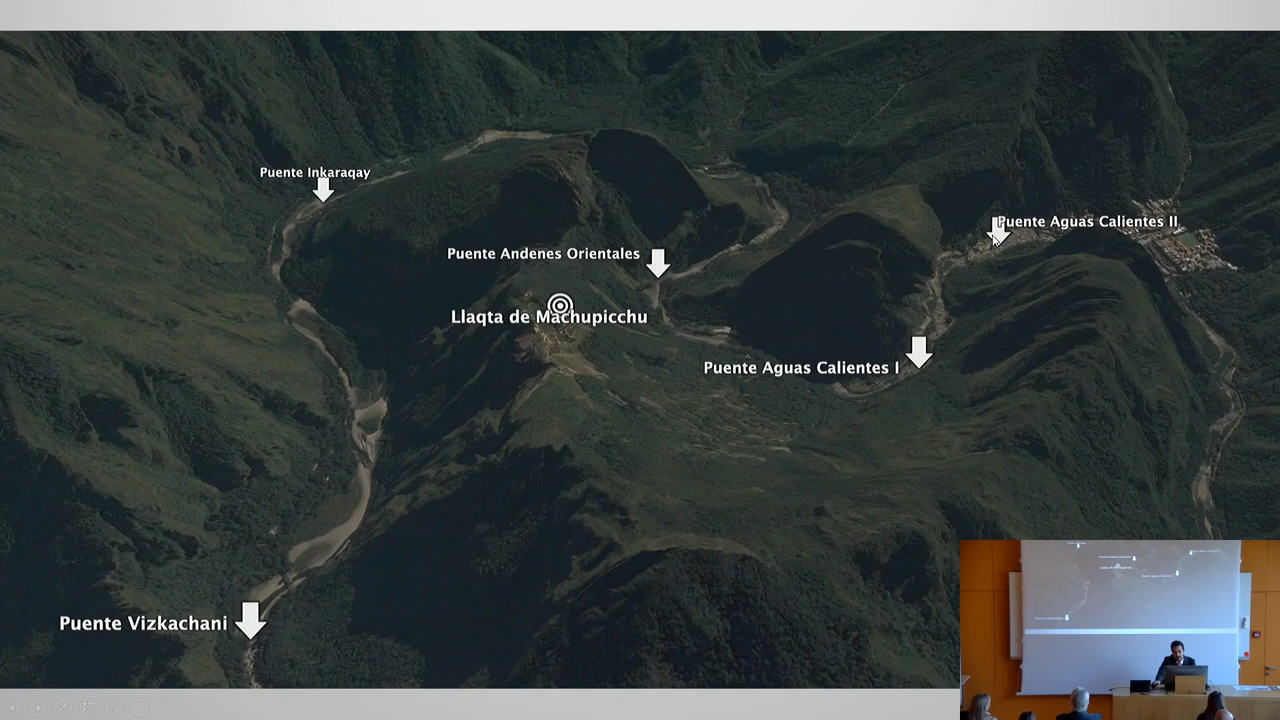 Puente Inkaraqay
Puente Aguas Calientes II
Puente Andenes Orientales
Llaqta de Machupicchu
Puente Aguas Calientes I
Puente Vizkachani